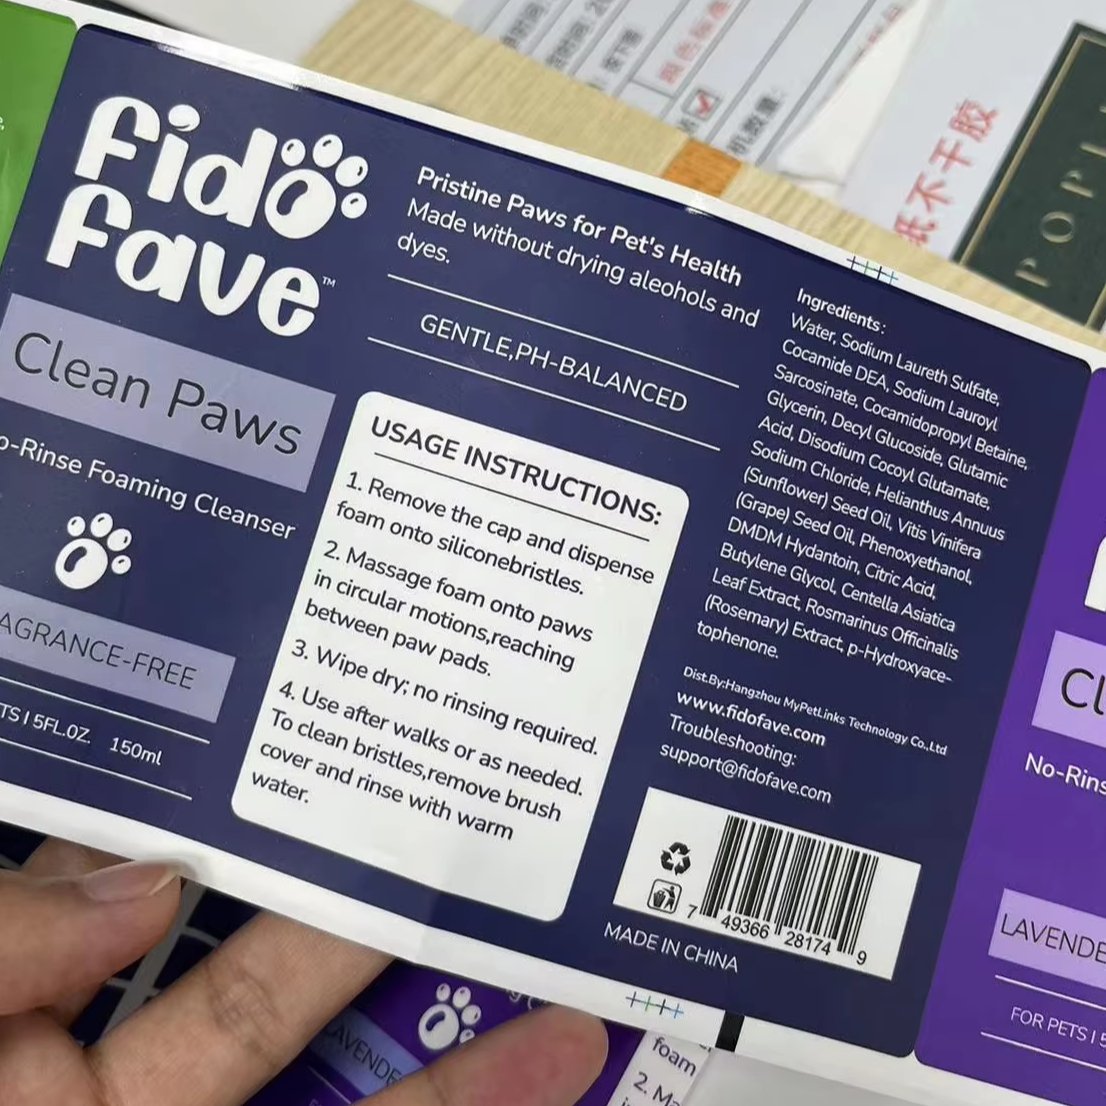 fido
fave™
Clean Paws
o-Rinse Foaming Cleanser
AGRANCE-FREE
TS I 5FL.OZ. 150ml
Pristine Paws for Pet's Health
Made without drying aleohols and
dyes.
GENTLE,PH-BALANCED
USAGE INSTRUCTIONS:
1. Remove the cap and dispense
foam onto siliconebristles.
2. Massage foam onto paws
in circular motions,reaching
between paw pads.
3. Wipe dry; no rinsing required.
4. Use after walks or as needed.
To clean bristles,remove brush
cover and rinse with warm
water.
Ingredients:
Water, Sodium Laureth Sulfate,
Cocamide DEA, Sodium Lauroyl
Sarcosinate, Cocamidopropyl Betaine,
Glycerin, Decyl Glucoside, Glutamic
Acid, Disodium Cocoyl Glutamate,
Sodium Chloride, Helianthus Annuus
(Sunflower) Seed Oil, Vitis Vinifera
(Grape) Seed Oil, Phenoxyethanol,
DMDM Hydantoin, Citric Acid,
Butylene Glycol, Centella Asiatica
Leaf Extract, Rosmarinus Officinalis
(Rosemary) Extract, p-Hydroxyace-
tophenone.
Dist.By:Hangzhou MyPetLinks Technology Co.,Ltd
www.fidofave.com
Troubleshooting:
support@fidofave.com
7 49366 28174 9
MADE IN CHINA
Cl
No-Rins
LAVENDE
FOR PETS I 5
LAVENDE
foam
2. Ma
纸不干胶
POPL